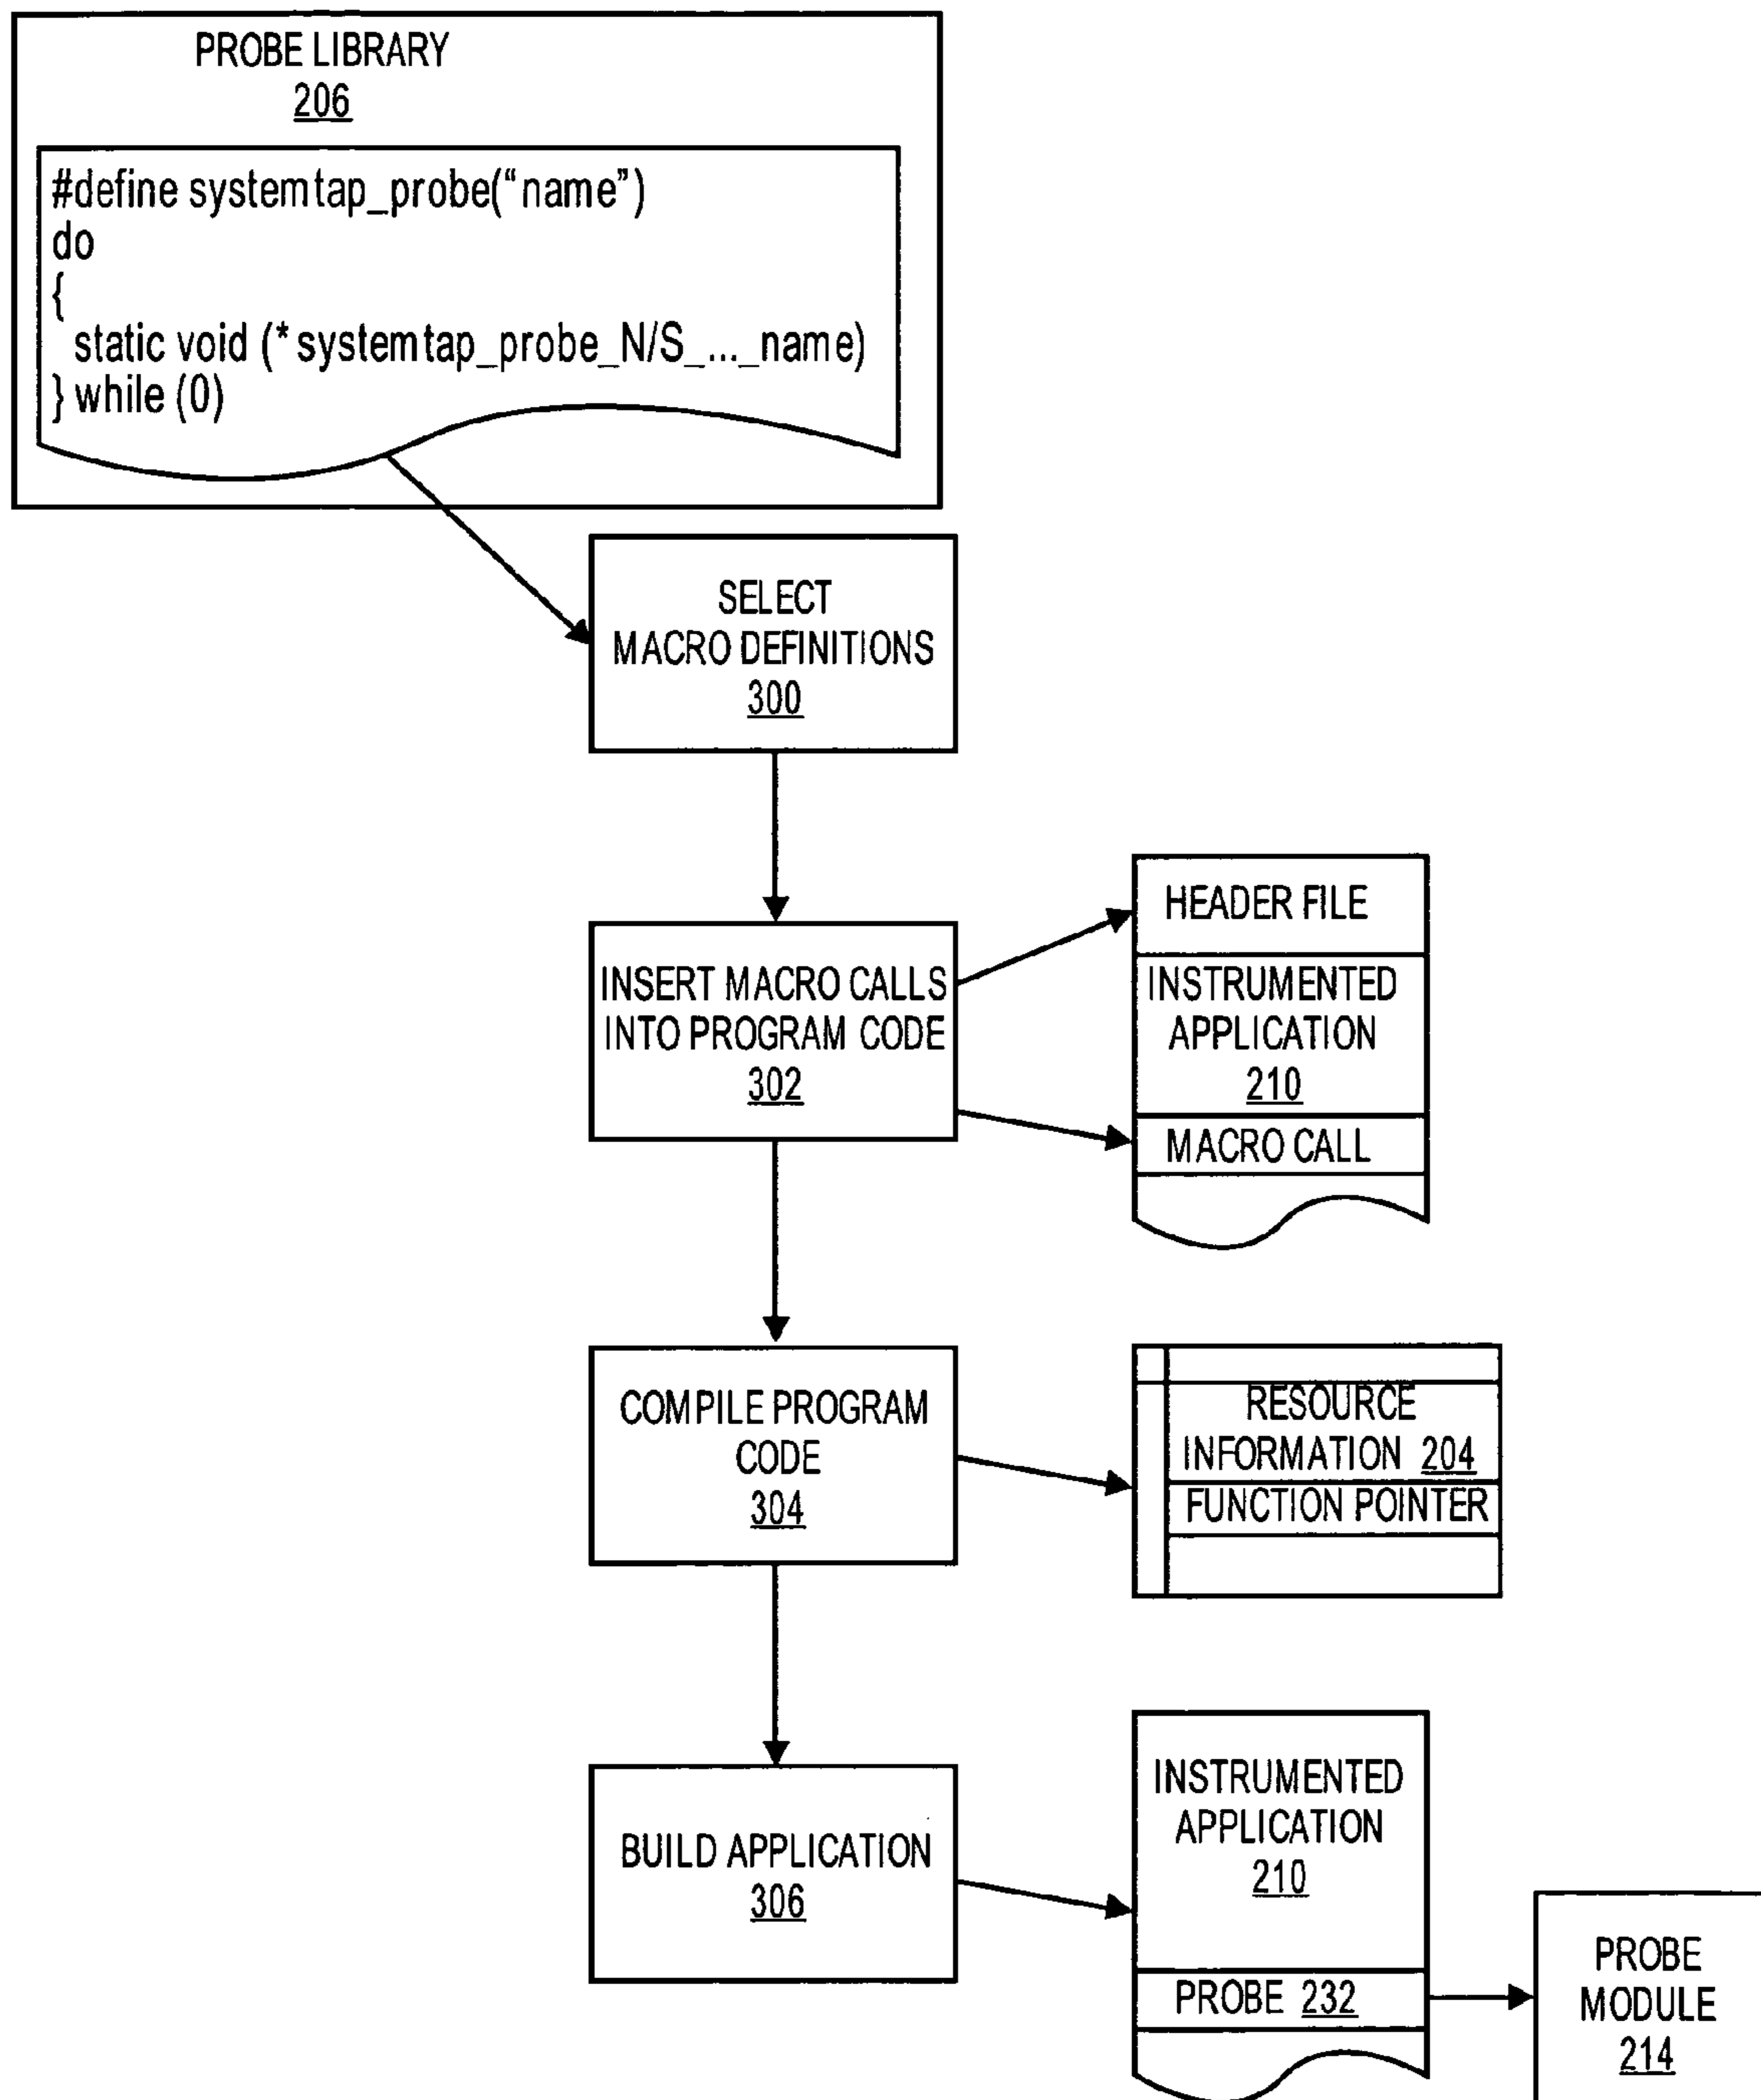 PROBE LIBRARY
206
#define systemtap_probe(“name”)
do
{
static void (*systemtap_probe_N/S_..._name)
} while (0)
SELECT
MACRO DEFINITIONS
300
INSERT MACRO CALLS
INTO PROGRAM CODE
302
HEADER FILE
INSTRUMENTED
APPLICATION
210
MACRO CALL
COMPILE PROGRAM
CODE
304
RESOURCE
INFORMATION 204
FUNCTION POINTER
BUILD APPLICATION
306
INSTRUMENTED
APPLICATION
210
PROBE 232
PROBE
MODULE
214